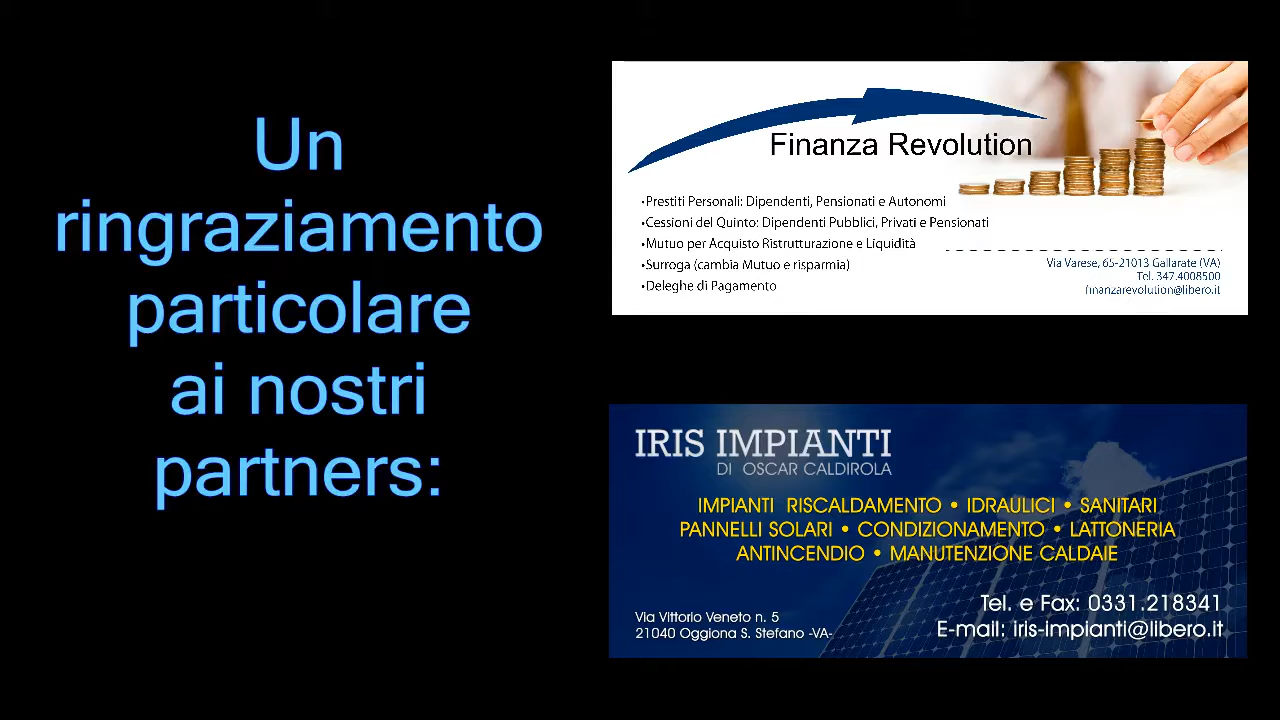 Un
ringraziamento
particolare
ai nostri
partners:
Finanza Revolution
•Prestiti Personali: Dipendenti, Pensionati e Autonomi
•Cessioni del Quinto: Dipendenti Pubblici, Privati e Pensionati
•Mutuo per Acquisto Ristrutturazione e Liquidità
•Surroga (cambia Mutuo e risparmia)
•Deleghe di Pagamento
Via Varese, 65-21013 Gallarate (VA)
Tel. 347.4008500
finanzarevolution@libero.it
IRIS IMPIANTI
DI OSCAR CALDIROLA
IMPIANTI RISCALDAMENTO • IDRAULICI • SANITARI
PANNELLI SOLARI • CONDIZIONAMENTO • LATTONERIA
ANTINCENDIO • MANUTENZIONE CALDAIE
Via Vittorio Veneto n. 5
21040 Oggiona S. Stefano -VA-
Tel. e Fax: 0331.218341
E-mail: iris-impianti@libero.it